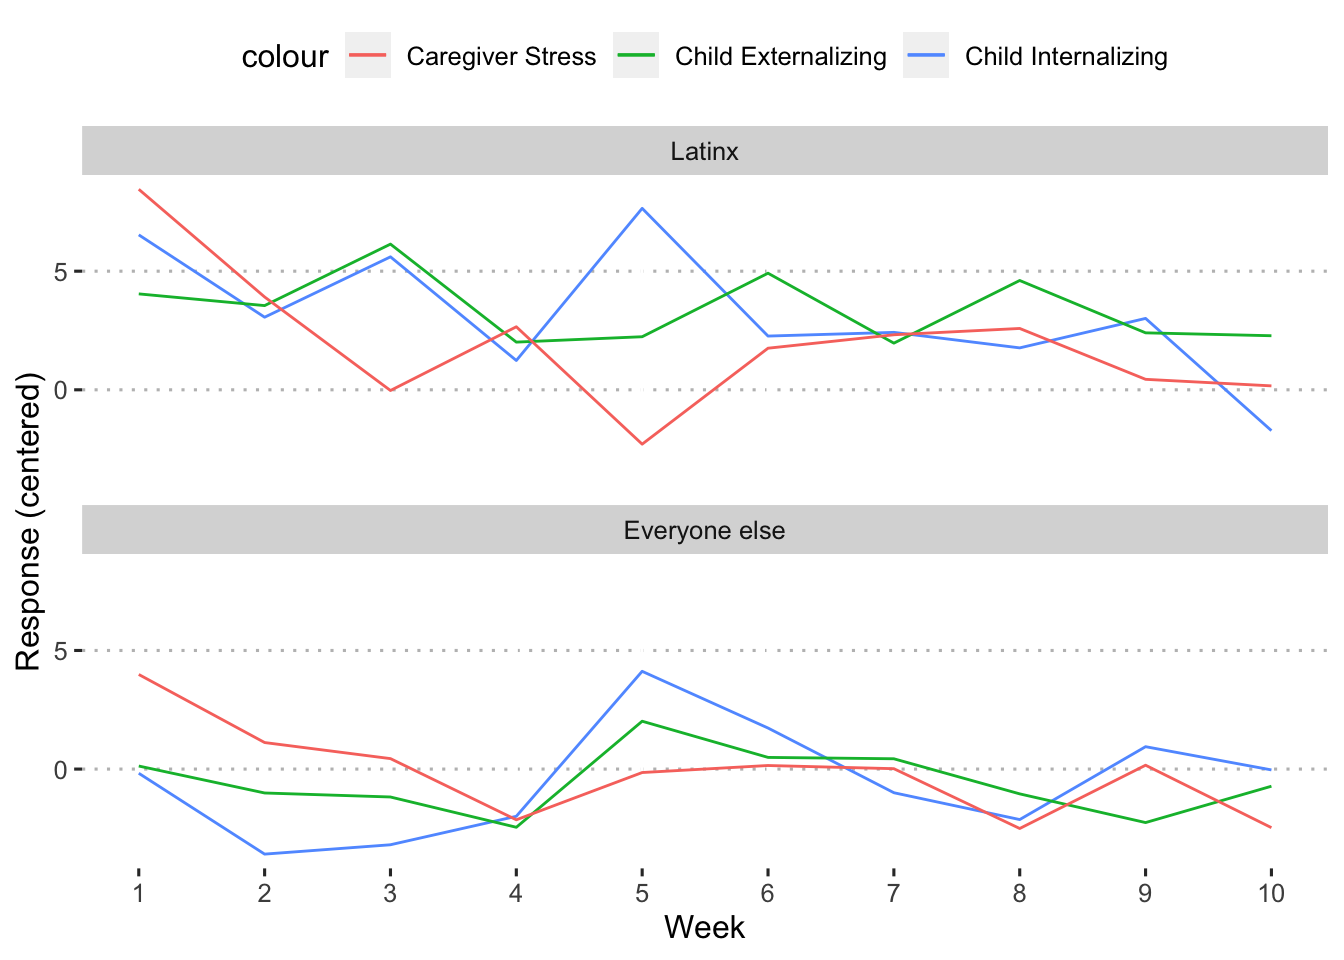 colour Caregiver Stress Child Externalizing Child Internalizing
Latinx
5
0
Response (centered)
Everyone else
5
0
1 2 3 4 5 6 7 8 9 10
Week